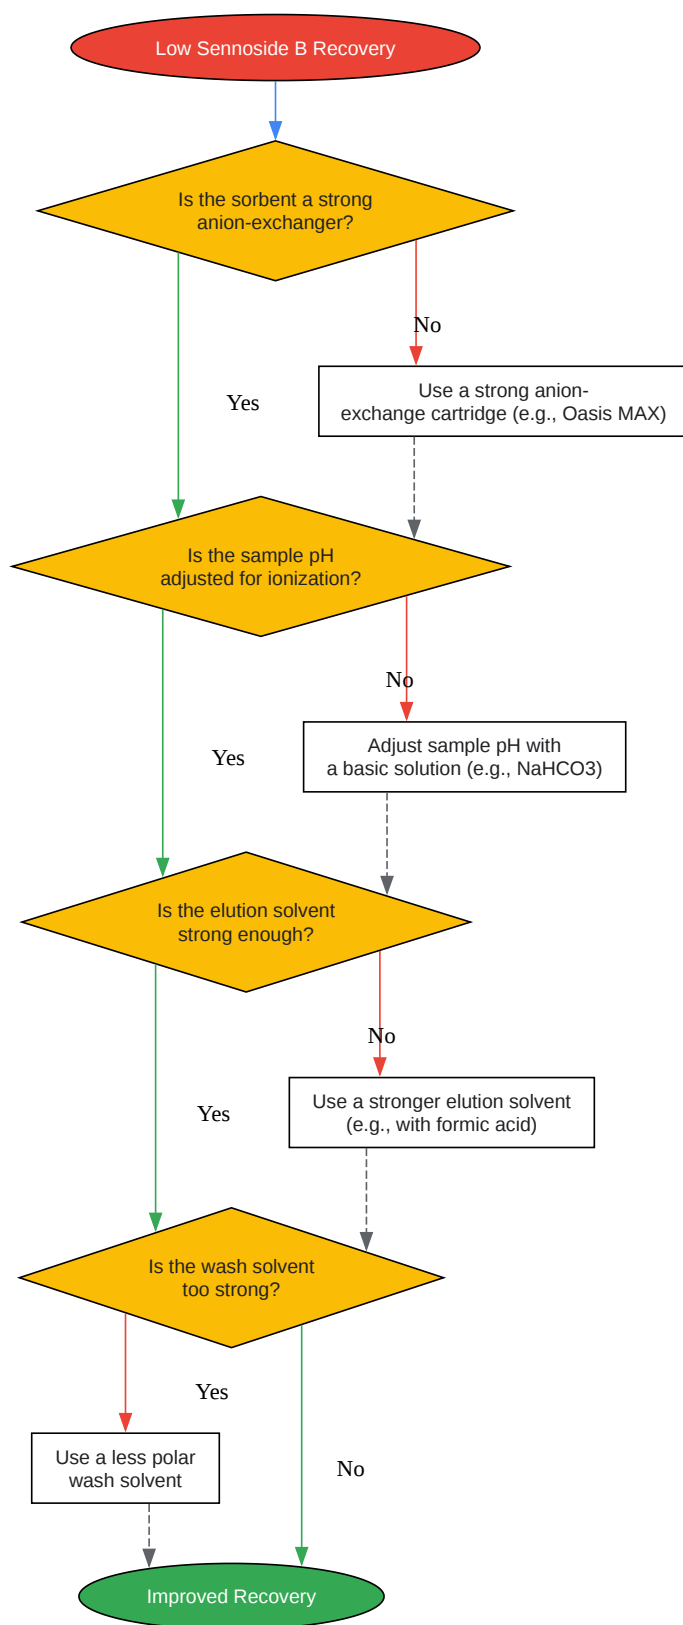 Low Sennoside B Recovery
Is the sorbent a strong
anion-exchanger?
No
Use a strong anion-
exchange cartridge (e.g., Oasis MAX)
Yes
Is the sample pH
adjusted for ionization?
No
Adjust sample pH with
a basic solution (e.g., NaHCO3)
Yes
Is the elution solvent
strong enough?
No
Use a stronger elution solvent
(e.g., with formic acid)
Yes
Is the wash solvent
too strong?
Yes
Use a less polar
wash solvent
No
Improved Recovery